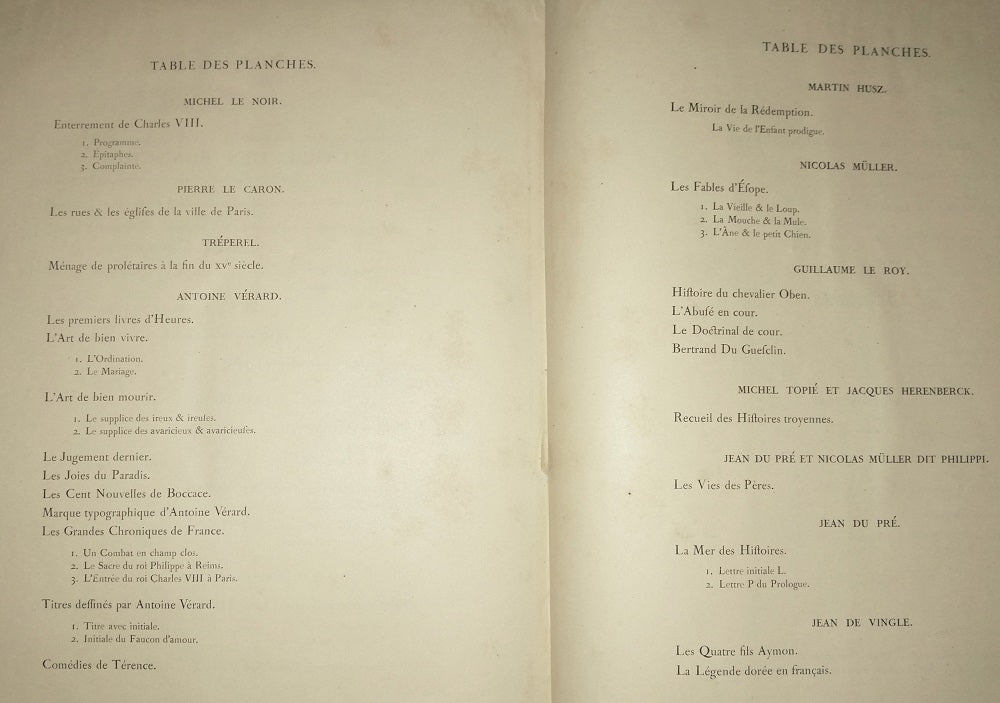 TABLE DES PLANCHES.
MICHEL LE NOIR.
Enterrement de Charles VIII.
1. Programme.
2. Epitaphes.
3. Complainte.
PIERRE LE CARON.
Les rues & les égliſes de la ville de Paris.
TRÉPEREL.
Ménage de prolétaires à la fin du XVe siècle.
ANTOINE VÉRARD.
Les premiers livres d'Heures.
L'Art de bien vivre.
1. L'Ordination.
2. Le Mariage.
L'Art de bien mourir.
1. Le supplice des ireux & ireuſes.
2. Le supplice des avaricieux & avaricieuſes.
Le Jugement dernier.
Les Joies du Paradis.
Les Cent Nouvelles de Boccace.
Marque typographique d'Antoine Vérard.
Les Grandes Chroniques de France.
1. Un Combat en champ clos.
2. Le Sacre du roi Philippe à Reims.
3. L'Entrée du roi Charles VIII à Paris.
Titres deſſinés par Antoine Vérard.
1. Titre avec initiale.
2. Initiale du Faucon d'amour.
Comédies de Térence.
TABLE DES PLANCHES.
MARTIN HUSZ.
Le Miroir de la Rédemption.
La Vie de l'Enfant prodigue.
NICOLAS MÜLLER.
Les Fables d'Éſope.
1. La Vieille & le Loup.
2. La Mouche & la Mule.
3. L'Âne & le petit Chien.
GUILLAUME LE ROY.
Hiſtoire du chevalier Oben.
L'Abuſé en cour.
Le Doctrinal de cour.
Bertrand Du Gueſclin.
MICHEL TOPIÉ ET JACQUES HERENBERCK.
Recueil des Hiſtoires troyennes.
JEAN DU PRÉ ET NICOLAS MÜLLER DIT PHILIPPI.
Les Vies des Pères.
JEAN DU PRÉ.
La Mer des Hiſtoires.
1. Lettre initiale L.
2. Lettre P du Prologue.
JEAN DE VINGLE.
Les Quatre fils Aymon.
La Légende dorée en français.